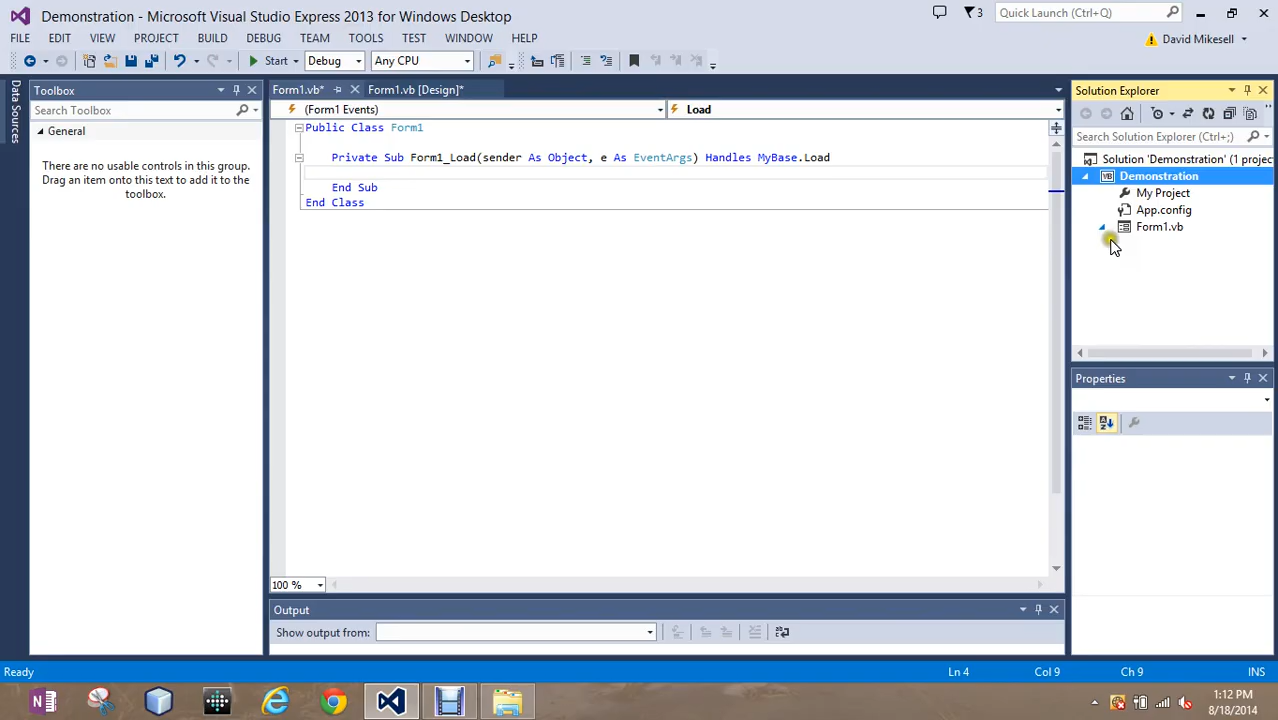 Demonstration - Microsoft Visual Studio Express 2013 for Windows Desktop
3
Quick Launch (Ctrl+Q)
FILE EDIT VIEW PROJECT BUILD DEBUG TEAM TOOLS TEST WINDOW HELP
David Mikesell
Start
Debug
Any CPU
Data Sources
Toolbox
Search Toolbox
General
There are no usable controls in this group.
Drag an item onto this text to add it to the
toolbox.
Form1.vb*
Form1.vb [Design]*
(Form1 Events)
Load
Public Class Form1
Private Sub Form1_Load(sender As Object, e As EventArgs) Handles MyBase.Load
End Sub
End Class
100 %
Output
Show output from:
Solution Explorer
Search Solution Explorer (Ctrl+;)
Solution 'Demonstration' (1 projec
VB Demonstration
My Project
App.config
Form1.vb
Properties
Ready
Ln 4
Col 9
Ch 9
INS
1:12 PM
8/18/2014